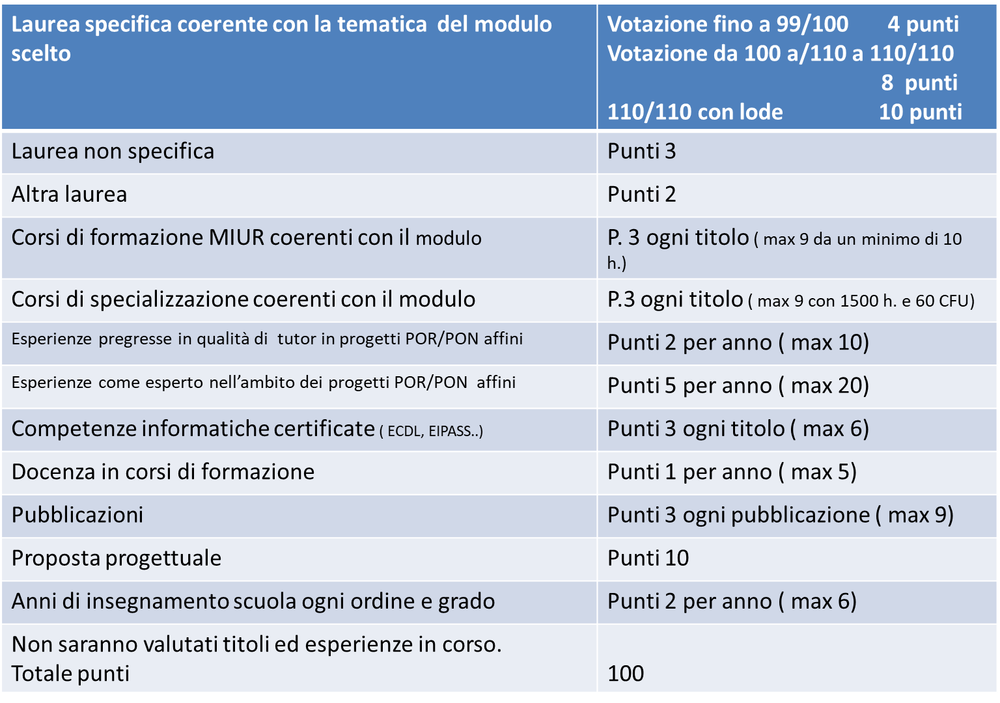 Laurea specifica coerente con la tematica del modulo
scelto
Votazione fino a 99/100 4 punti
Votazione da 100 a/110 a 110/110
8 punti
110/110 con lode 10 punti
Laurea non specifica Punti 3
Altra laurea Punti 2
Corsi di formazione MIUR coerenti con il modulo P. 3 ogni titolo ( max 9 da un minimo di 10
h.)
Corsi di specializzazione coerenti con il modulo P.3 ogni titolo ( max 9 con 1500 h. e 60 CFU)
Esperienze pregresse in qualità di tutor in progetti POR/PON affini Punti 2 per anno ( max 10)
Esperienze come esperto nell’ambito dei progetti POR/PON affini Punti 5 per anno ( max 20)
Competenze informatiche certificate ( ECDL, EIPASS..) Punti 3 ogni titolo ( max 6)
Docenza in corsi di formazione Punti 1 per anno ( max 5)
Pubblicazioni Punti 3 ogni pubblicazione ( max 9)
Proposta progettuale Punti 10
Anni di insegnamento scuola ogni ordine e grado Punti 2 per anno ( max 6)
Non saranno valutati titoli ed esperienze in corso.
Totale punti 100